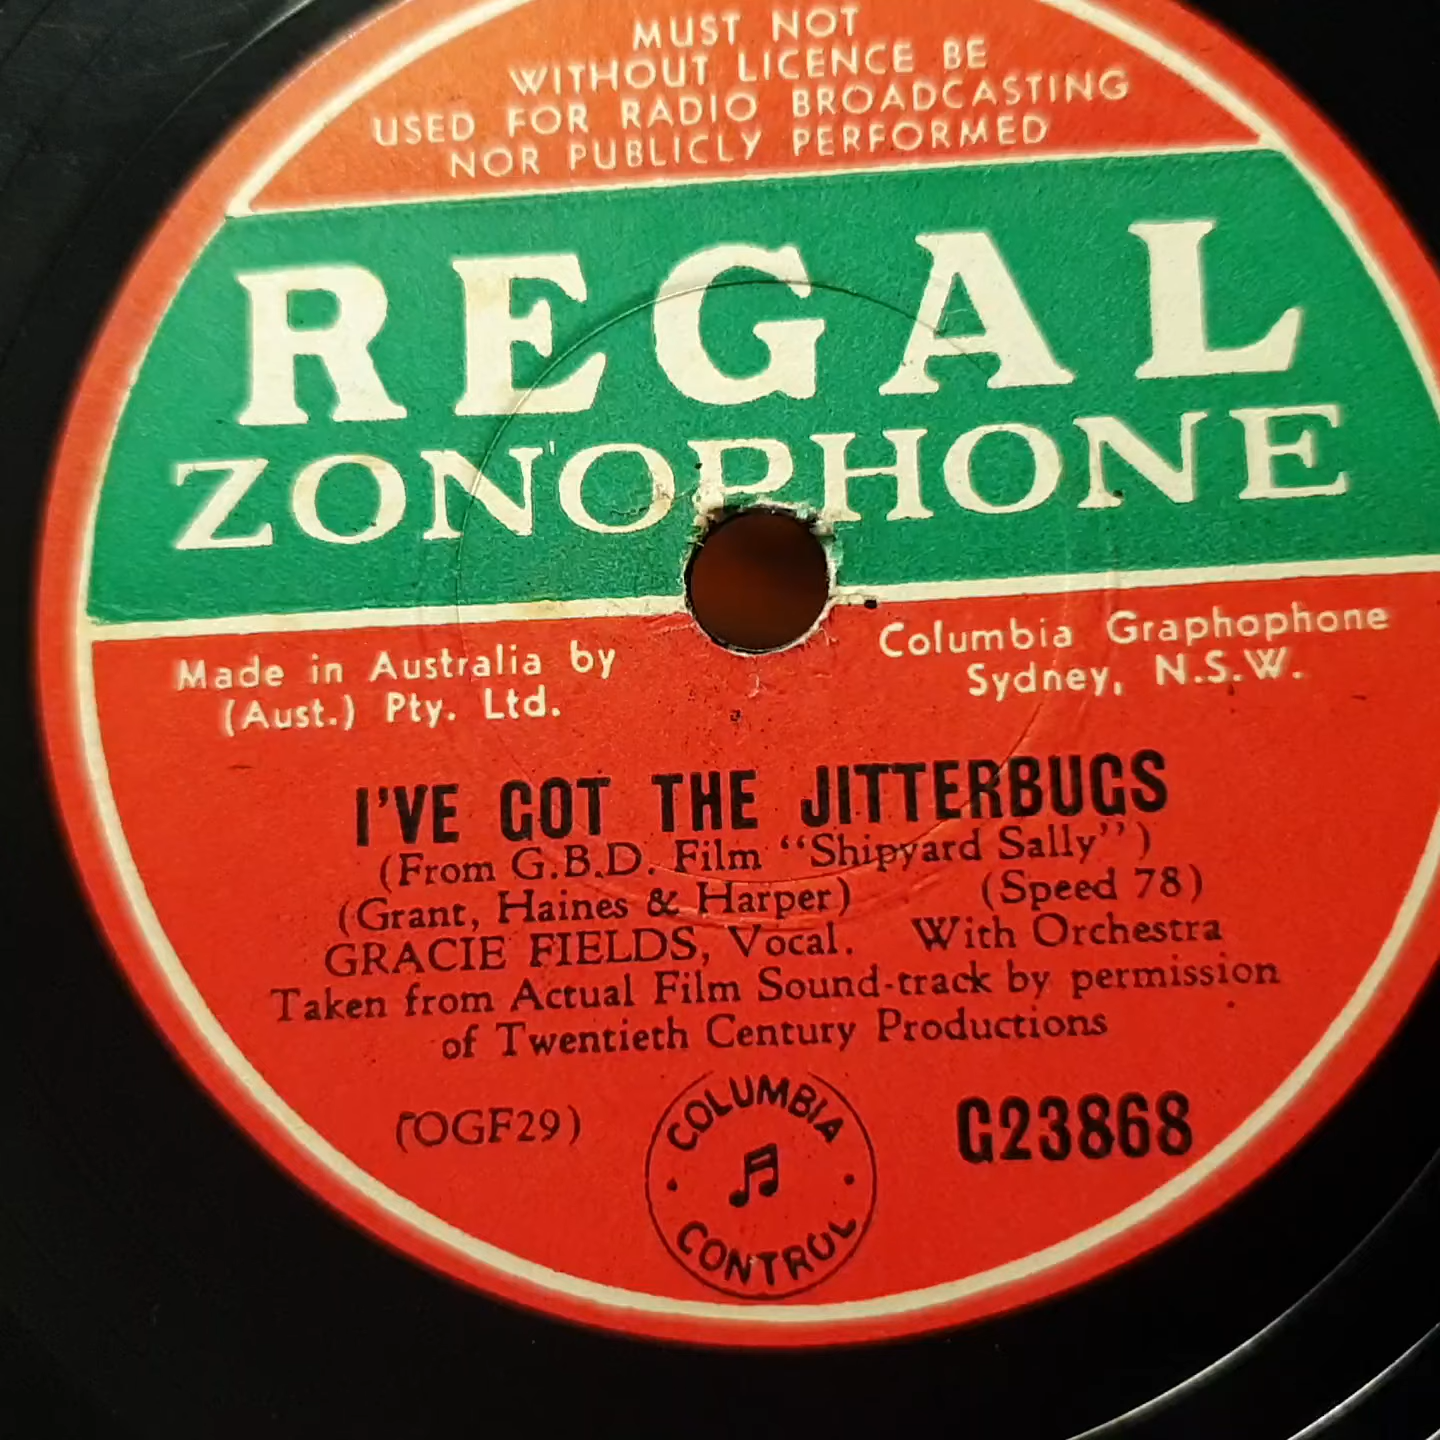 MUST NOT
WITHOUT LICENCE BE
USED FOR RADIO BROADCASTING
NOR PUBLICLY PERFORMED
REGAL
ZONOPHONE
Made in Australia by Columbia Graphophone
(Aust.) Pty. Ltd. Sydney, N.S.W.
I'VE GOT THE JITTERBUGS
(From G.B.D. Film "Shipyard Sally")
(Grant, Haines & Harper) (Speed 78)
GRACIE FIELDS, Vocal. With Orchestra
Taken from Actual Film Sound-track by permission
of Twentieth Century Productions
(OGF29)
COLUMBIA
CONTROL
G23868